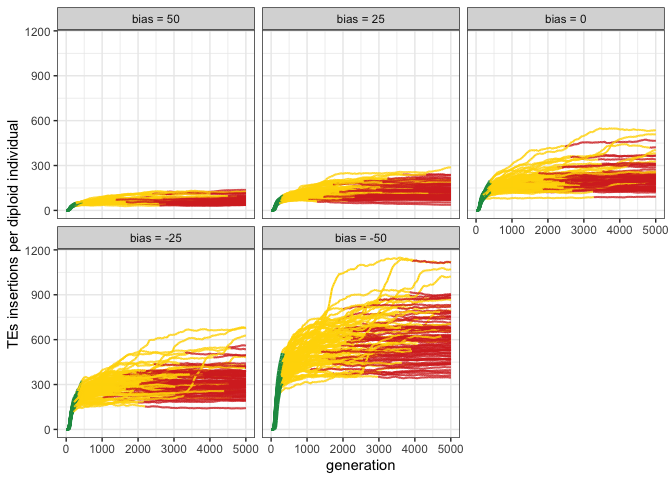 bias = 50 bias = 25 bias = 0
1200
900
600
300
0
0 1000 2000 3000 4000 5000
TEs insertions per diploid individual
bias = -25 bias = -50
1200
900
600
300
0
0 1000 2000 3000 4000 5000 0 1000 2000 3000 4000 5000
generation